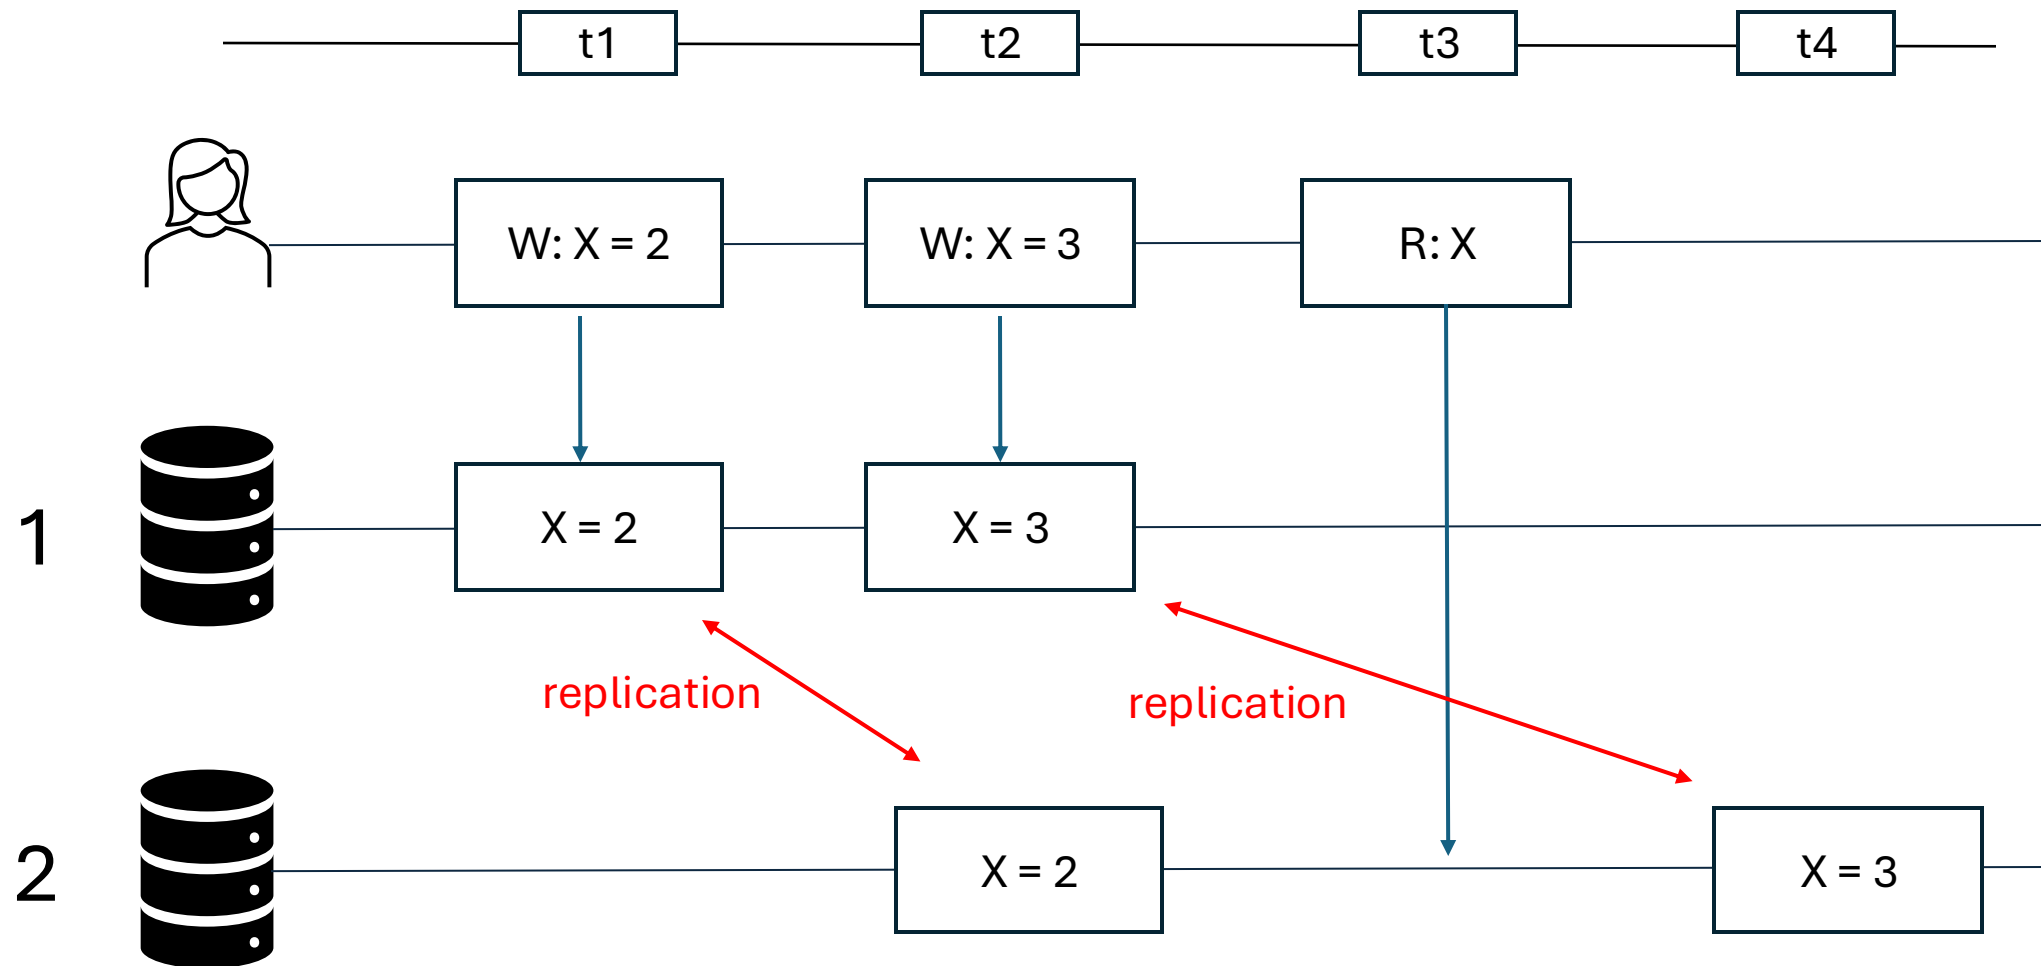 t1
t2
t3
t4
W: X = 2
W: X = 3
R: X
1
X = 2
X = 3
replication
replication
2
X = 2
X = 3